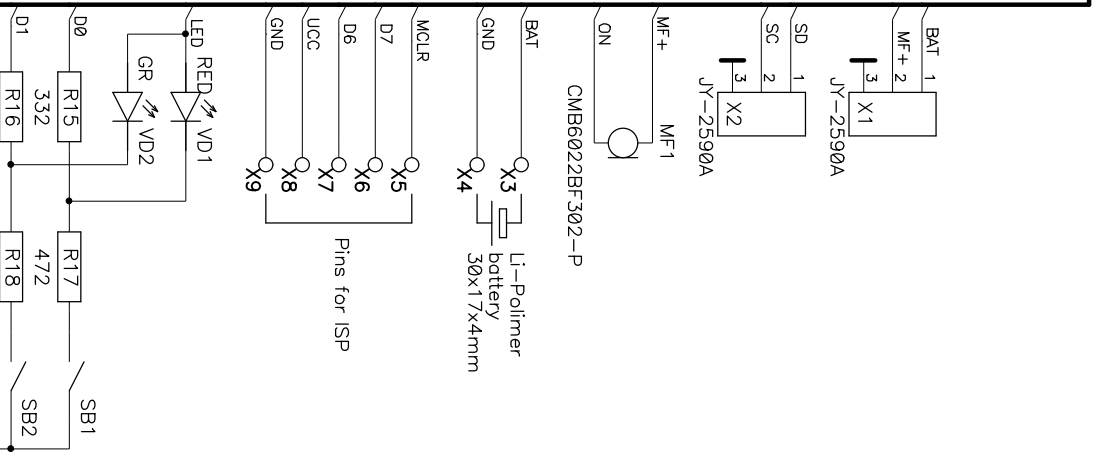 D1
D0
LED
GND
UCC
D6
D7
MCLR
GND
BAT
ON
MF+
SC
SD
MF+
BAT
3
2
1
X2
JY-2590A
3
2
1
X1
JY-2590A
MF1
CMB6022BF302-P
GR
RED
VD2
VD1
R16
332
R15
X9
X8
X7
X6
X5
X4
X3
Pins for ISP
Li-Polimer
battery
30x17x4mm
R18
472
R17
SB2
SB1